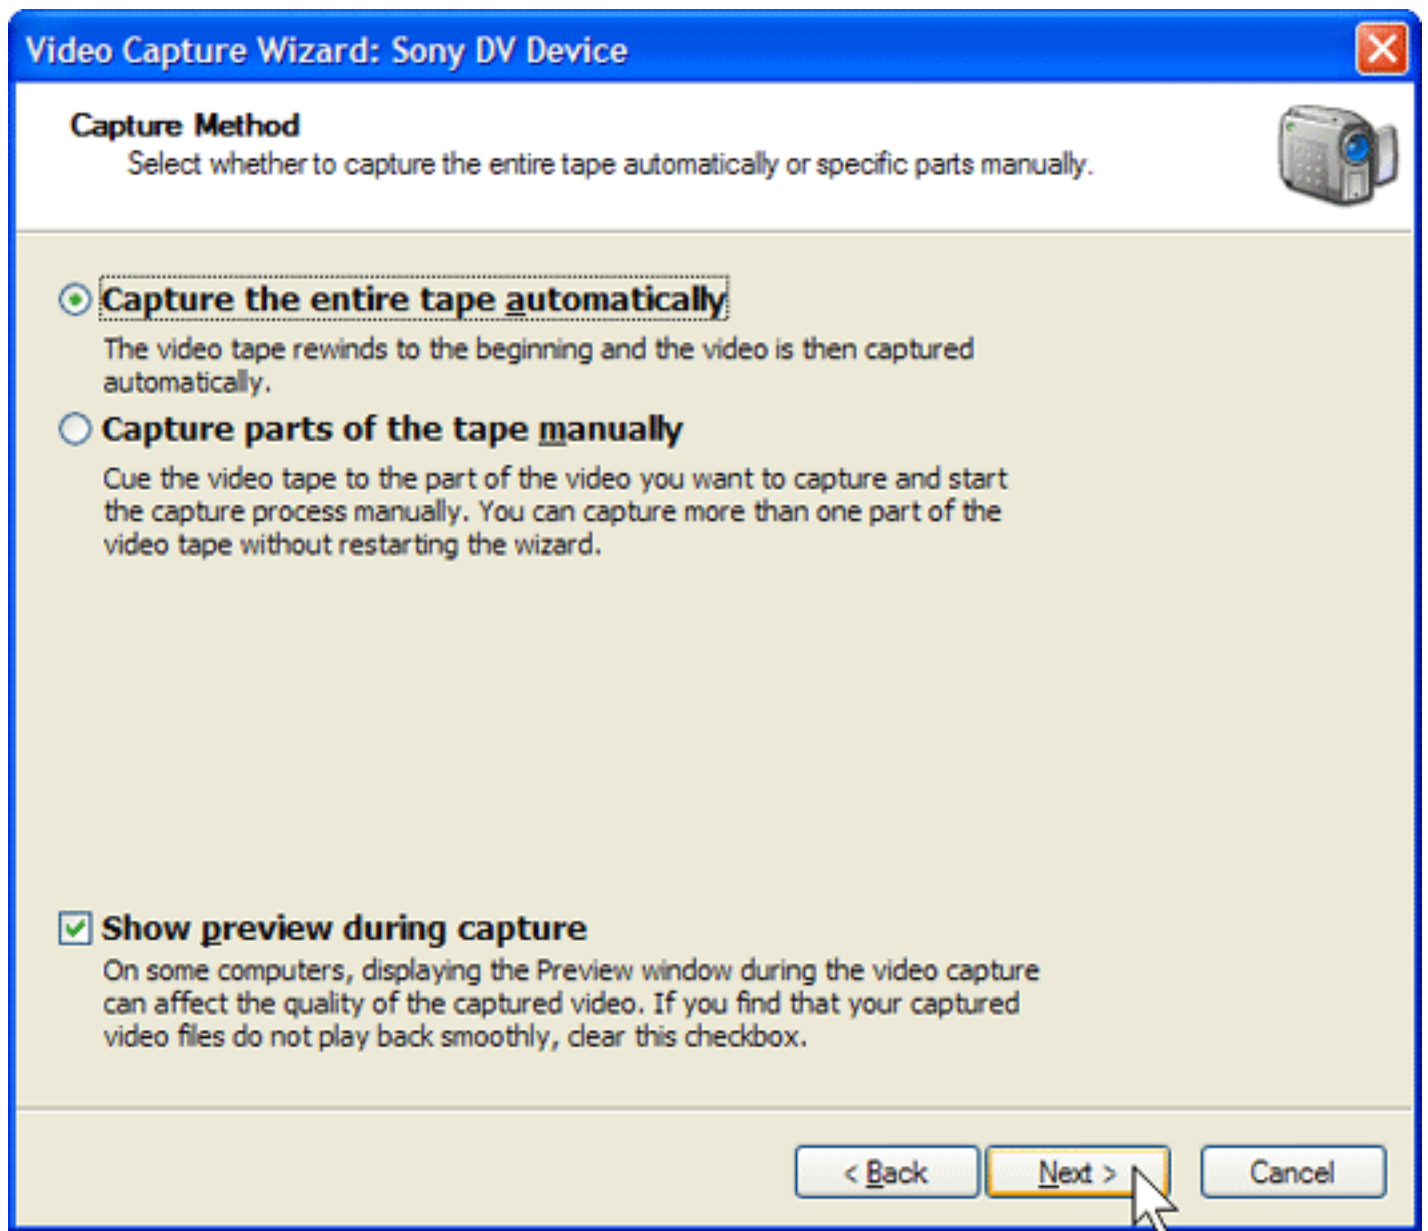 Video Capture Wizard: Sony DV Device
Capture Method
Select whether to capture the entire tape automatically or specific parts manually.
Capture the entire tape automatically
The video tape rewinds to the beginning and the video is then captured
automatically.
Capture parts of the tape manually
Cue the video tape to the part of the video you want to capture and start
the capture process manually. You can capture more than one part of the
video tape without restarting the wizard.
Show preview during capture
On some computers, displaying the Preview window during the video capture
can affect the quality of the captured video. If you find that your captured
video files do not play back smoothly, clear this checkbox.
< Back Next > Cancel